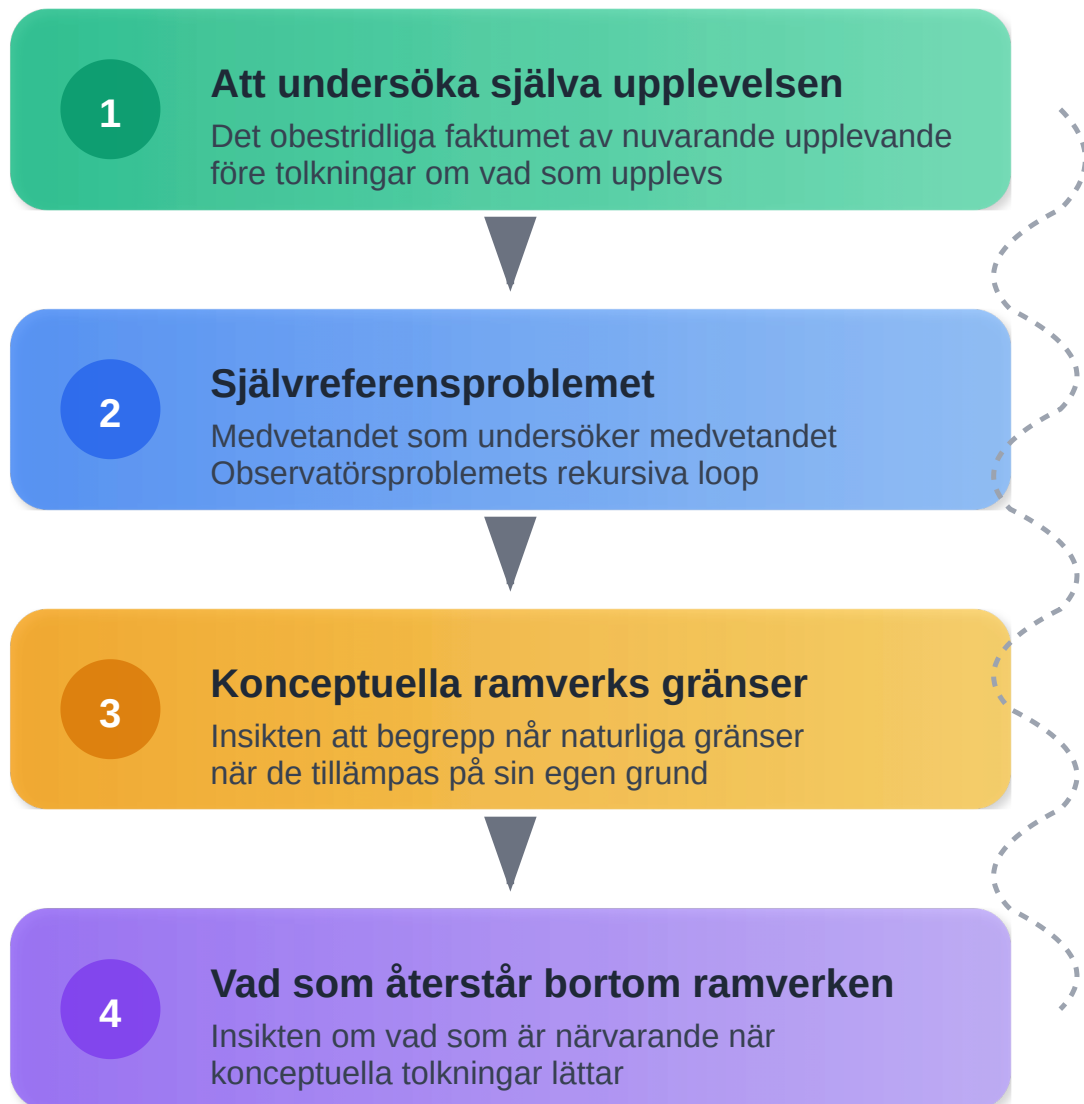 1
Att undersöka själva upplevelsen
Det obestridliga faktumet av nuvarande upplevande
före tolkningar om vad som upplevs
2
Självreferensproblemet
Medvetandet som undersöker medvetandet
Observatörsproblemets rekursiva loop
3
Konceptuella ramverks gränser
Insikten att begrepp når naturliga gränser
när de tillämpas på sin egen grund
4
Vad som återstår bortom ramverken
Insikten om vad som är närvarande när
konceptuella tolkningar lättar